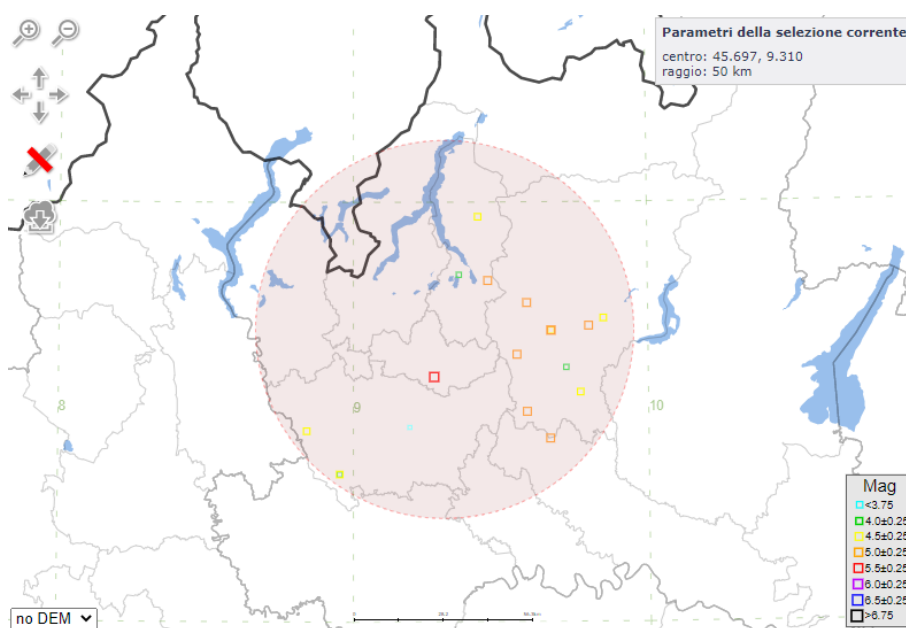 Parametri della selezione corrente
centro: 45.697, 9.310
raggio: 50 km
8
9
10
Mag
<3.75
4.0±0.25
4.5±0.25
5.0±0.25
5.5±0.25
6.0±0.25
6.5±0.25
>6.75
no DEM
0